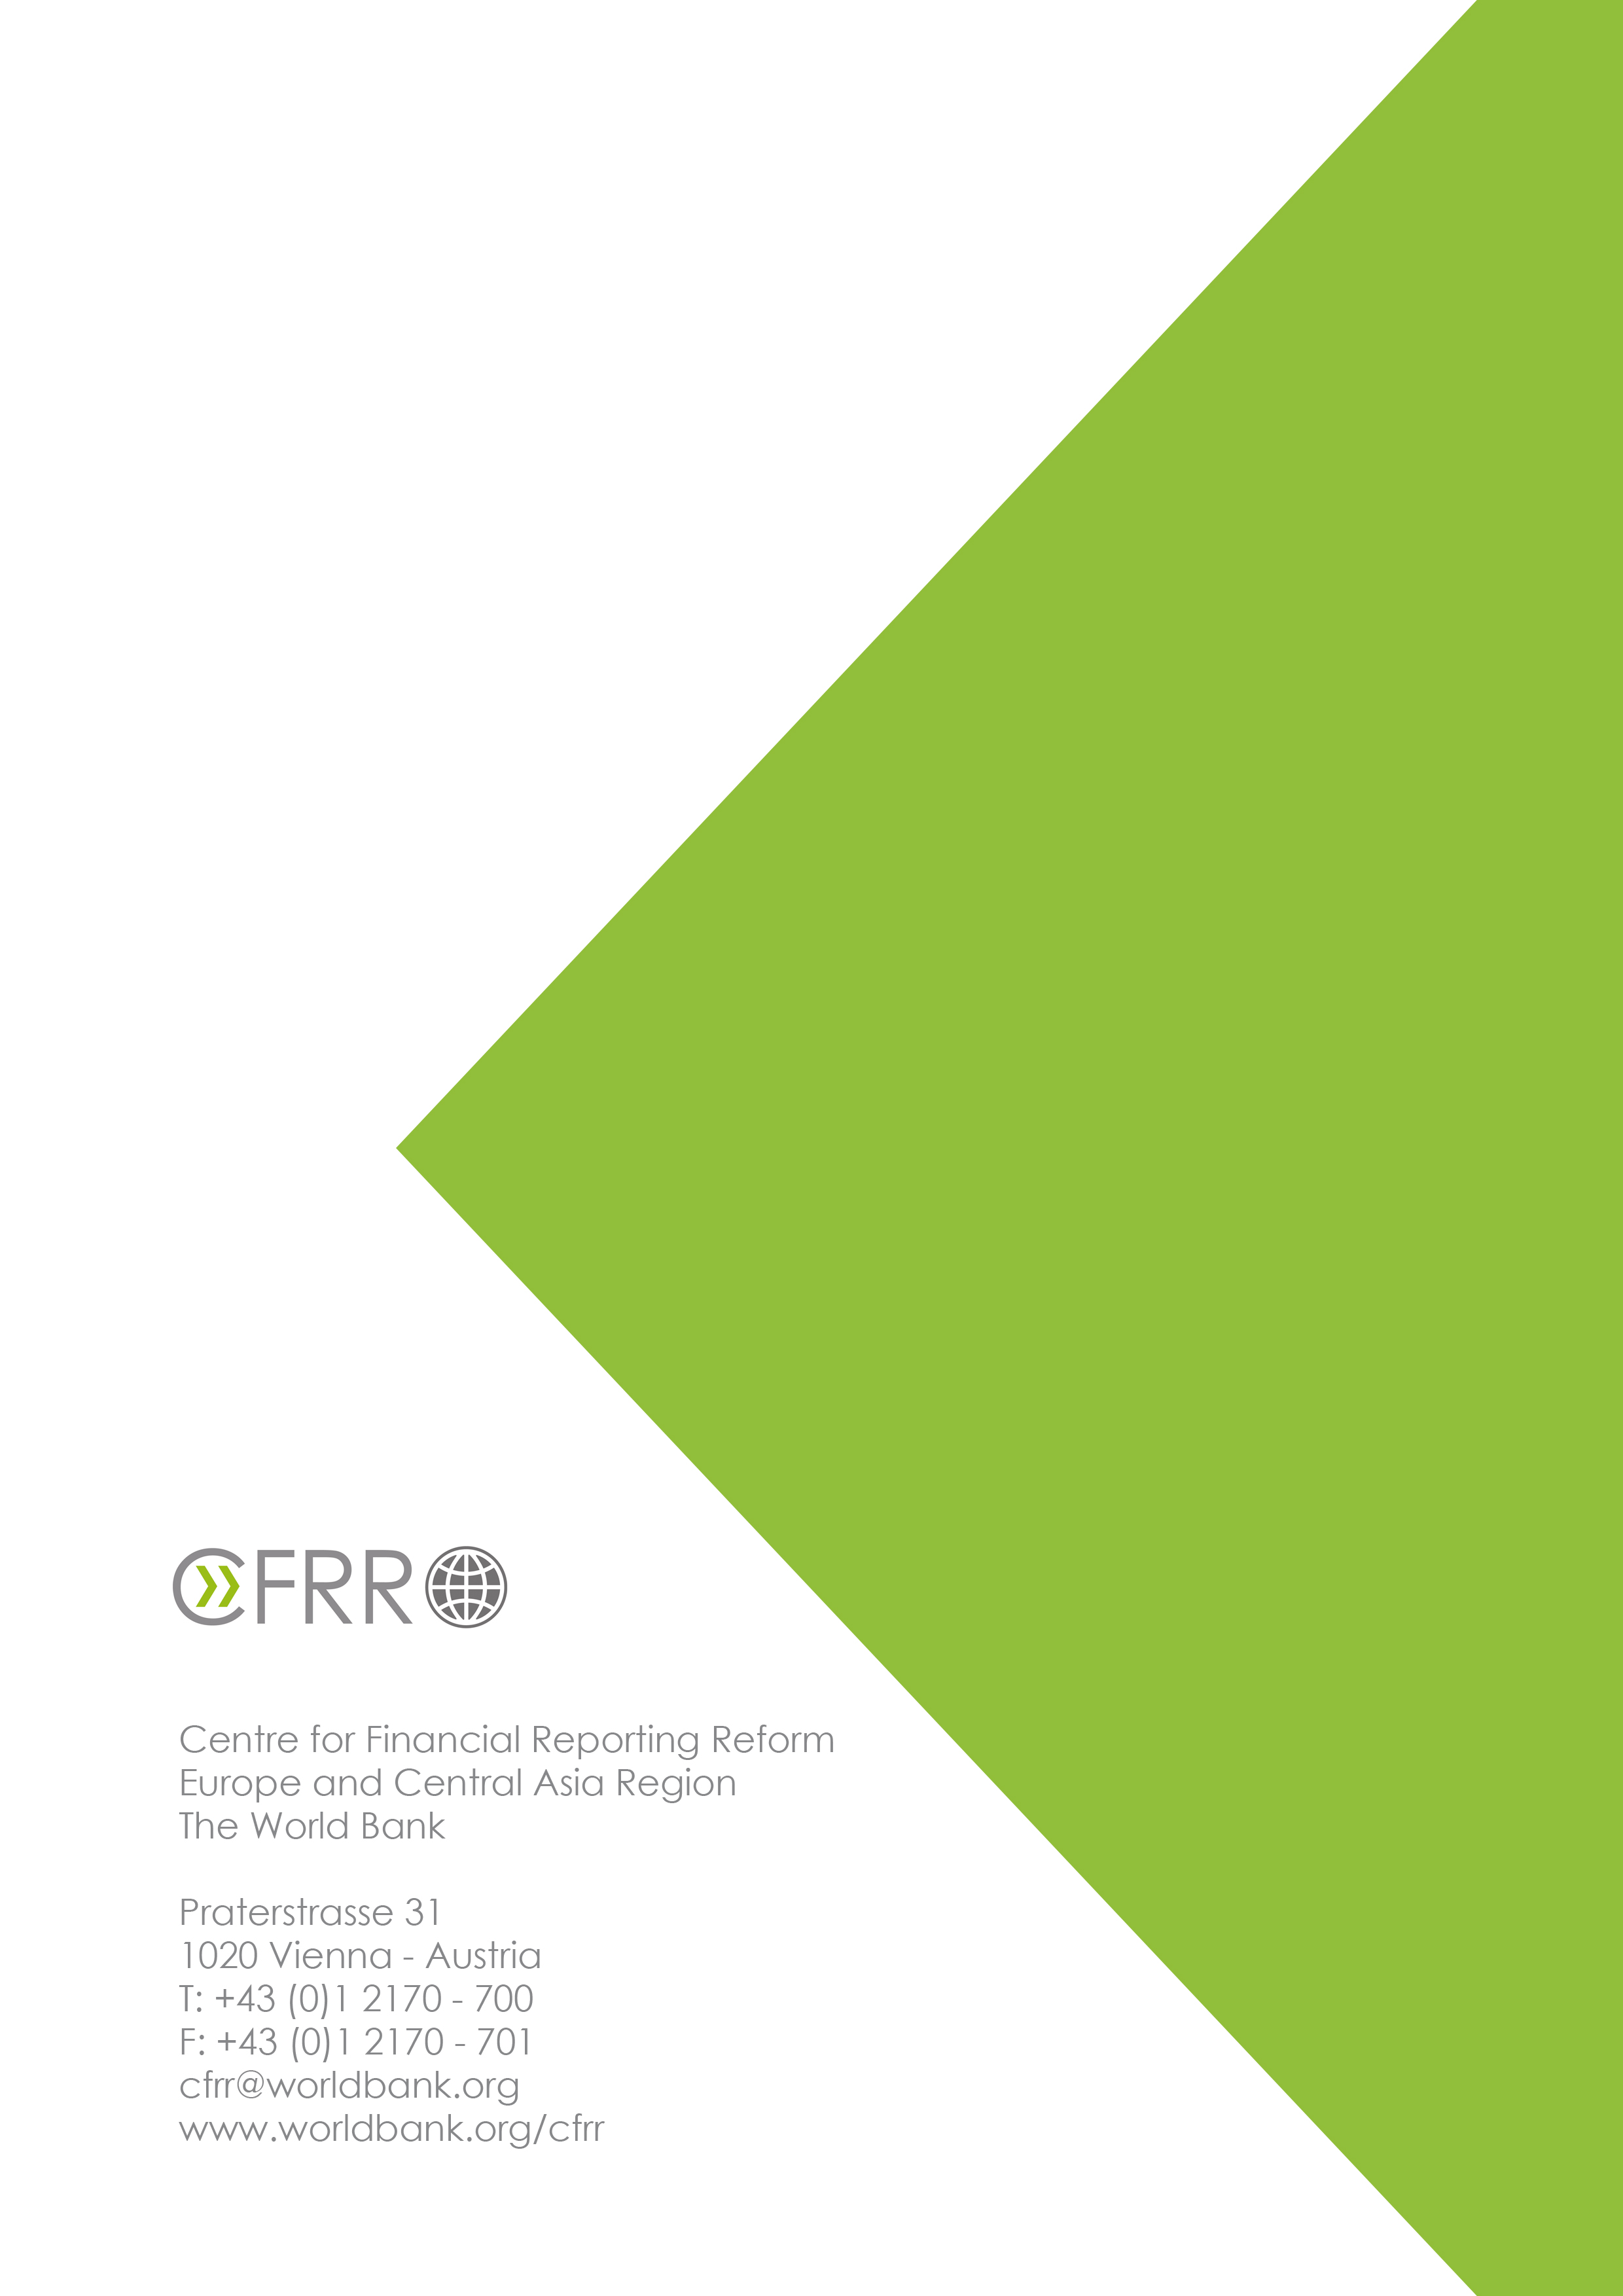 CFRR
Centre for Financial Reporting Reform
Europe and Central Asia Region
The World Bank
Praterstrasse 31
1020 Vienna - Austria
T: +43 (0)1 2170 - 700
F: +43 (0)1 2170 - 701
cfrr@worldbank.org
www.worldbank.org/cfrr